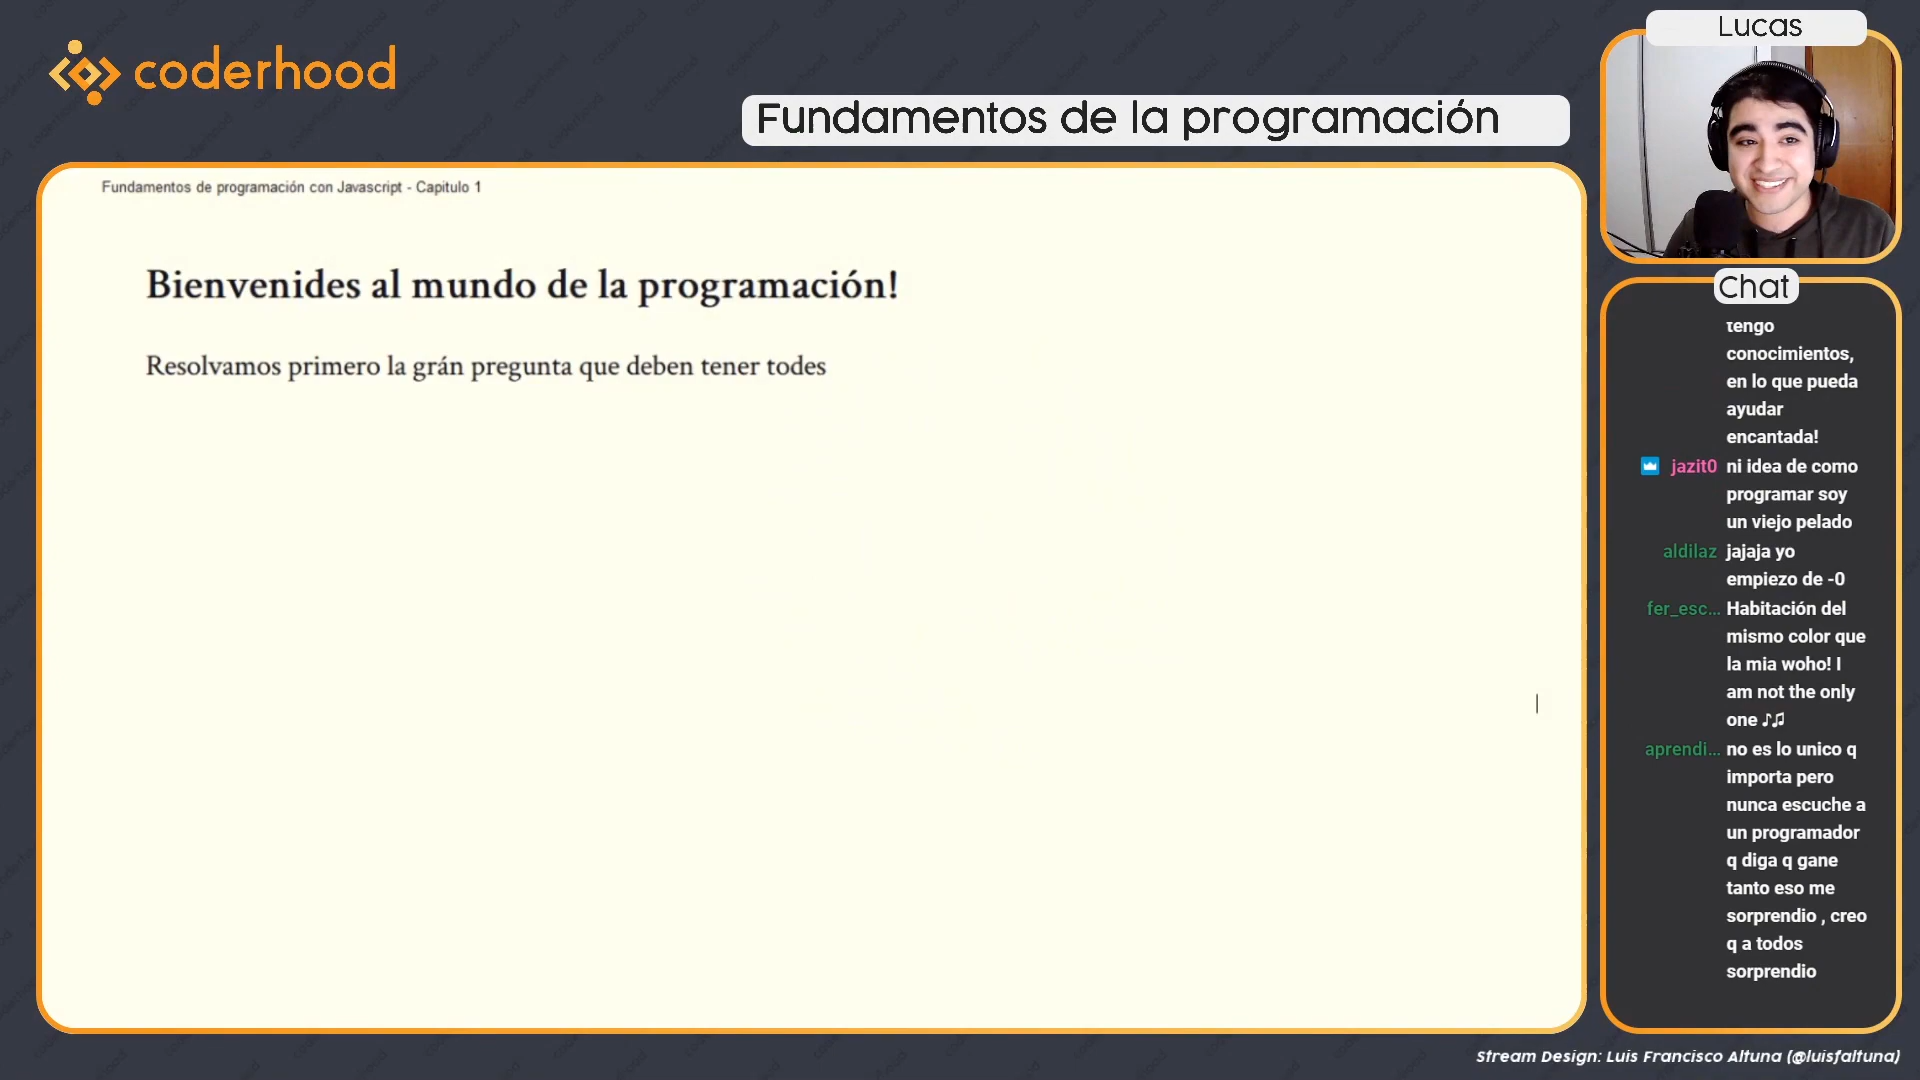 coderhood
Fundamentos de la programación
Lucas
Fundamentos de programación con Javascript - Capitulo 1
Bienvenides al mundo de la programación!
Resolvamos primero la grán pregunta que deben tener todes
Chat
tengo
conocimientos,
en lo que pueda
ayudar
encantada!
jazit0 ni idea de como
programar soy
un viejo pelado
aldilaz jajaja yo
empiezo de -0
fer_esc... Habitación del
mismo color que
la mia woho! I
am not the only
one ♪♫
aprendi... no es lo unico q
importa pero
nunca escuche a
un programador
q diga q gane
tanto eso me
sorprendio , creo
q a todos
sorprendio
Stream Design: Luis Francisco Altuna (@luisfaltuna)